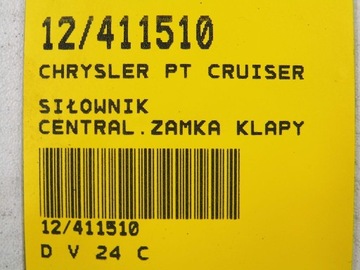 12/411510
CHRYSLER PT CRUISER
SIŁOWNIK
CENTRAL.ZAMKA KLAPY
12/411510
D V 24 C